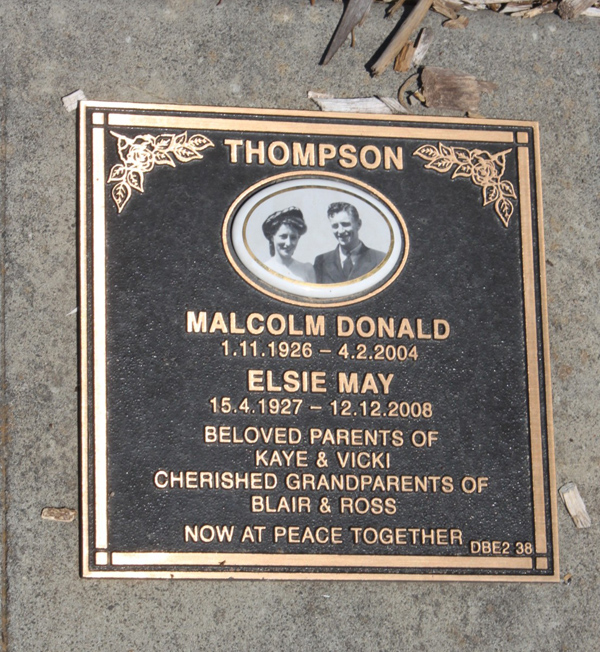 THOMPSON
MALCOLM DONALD
1.11.1926 – 4.2.2004
ELSIE MAY
15.4.1927 – 12.12.2008
BELOVED PARENTS OF
KAYE & VICKI
CHERISHED GRANDPARENTS OF
BLAIR & ROSS
NOW AT PEACE TOGETHER
DBE2 38